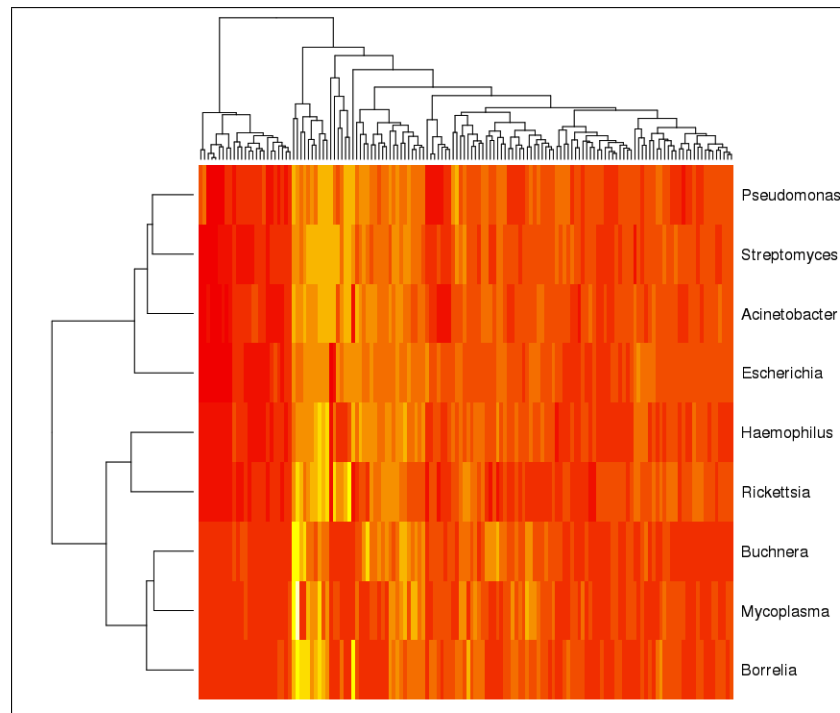 Pseudomonas
Streptomyces
Acinetobacter
Escherichia
Haemophilus
Rickettsia
Buchnera
Mycoplasma
Borrelia